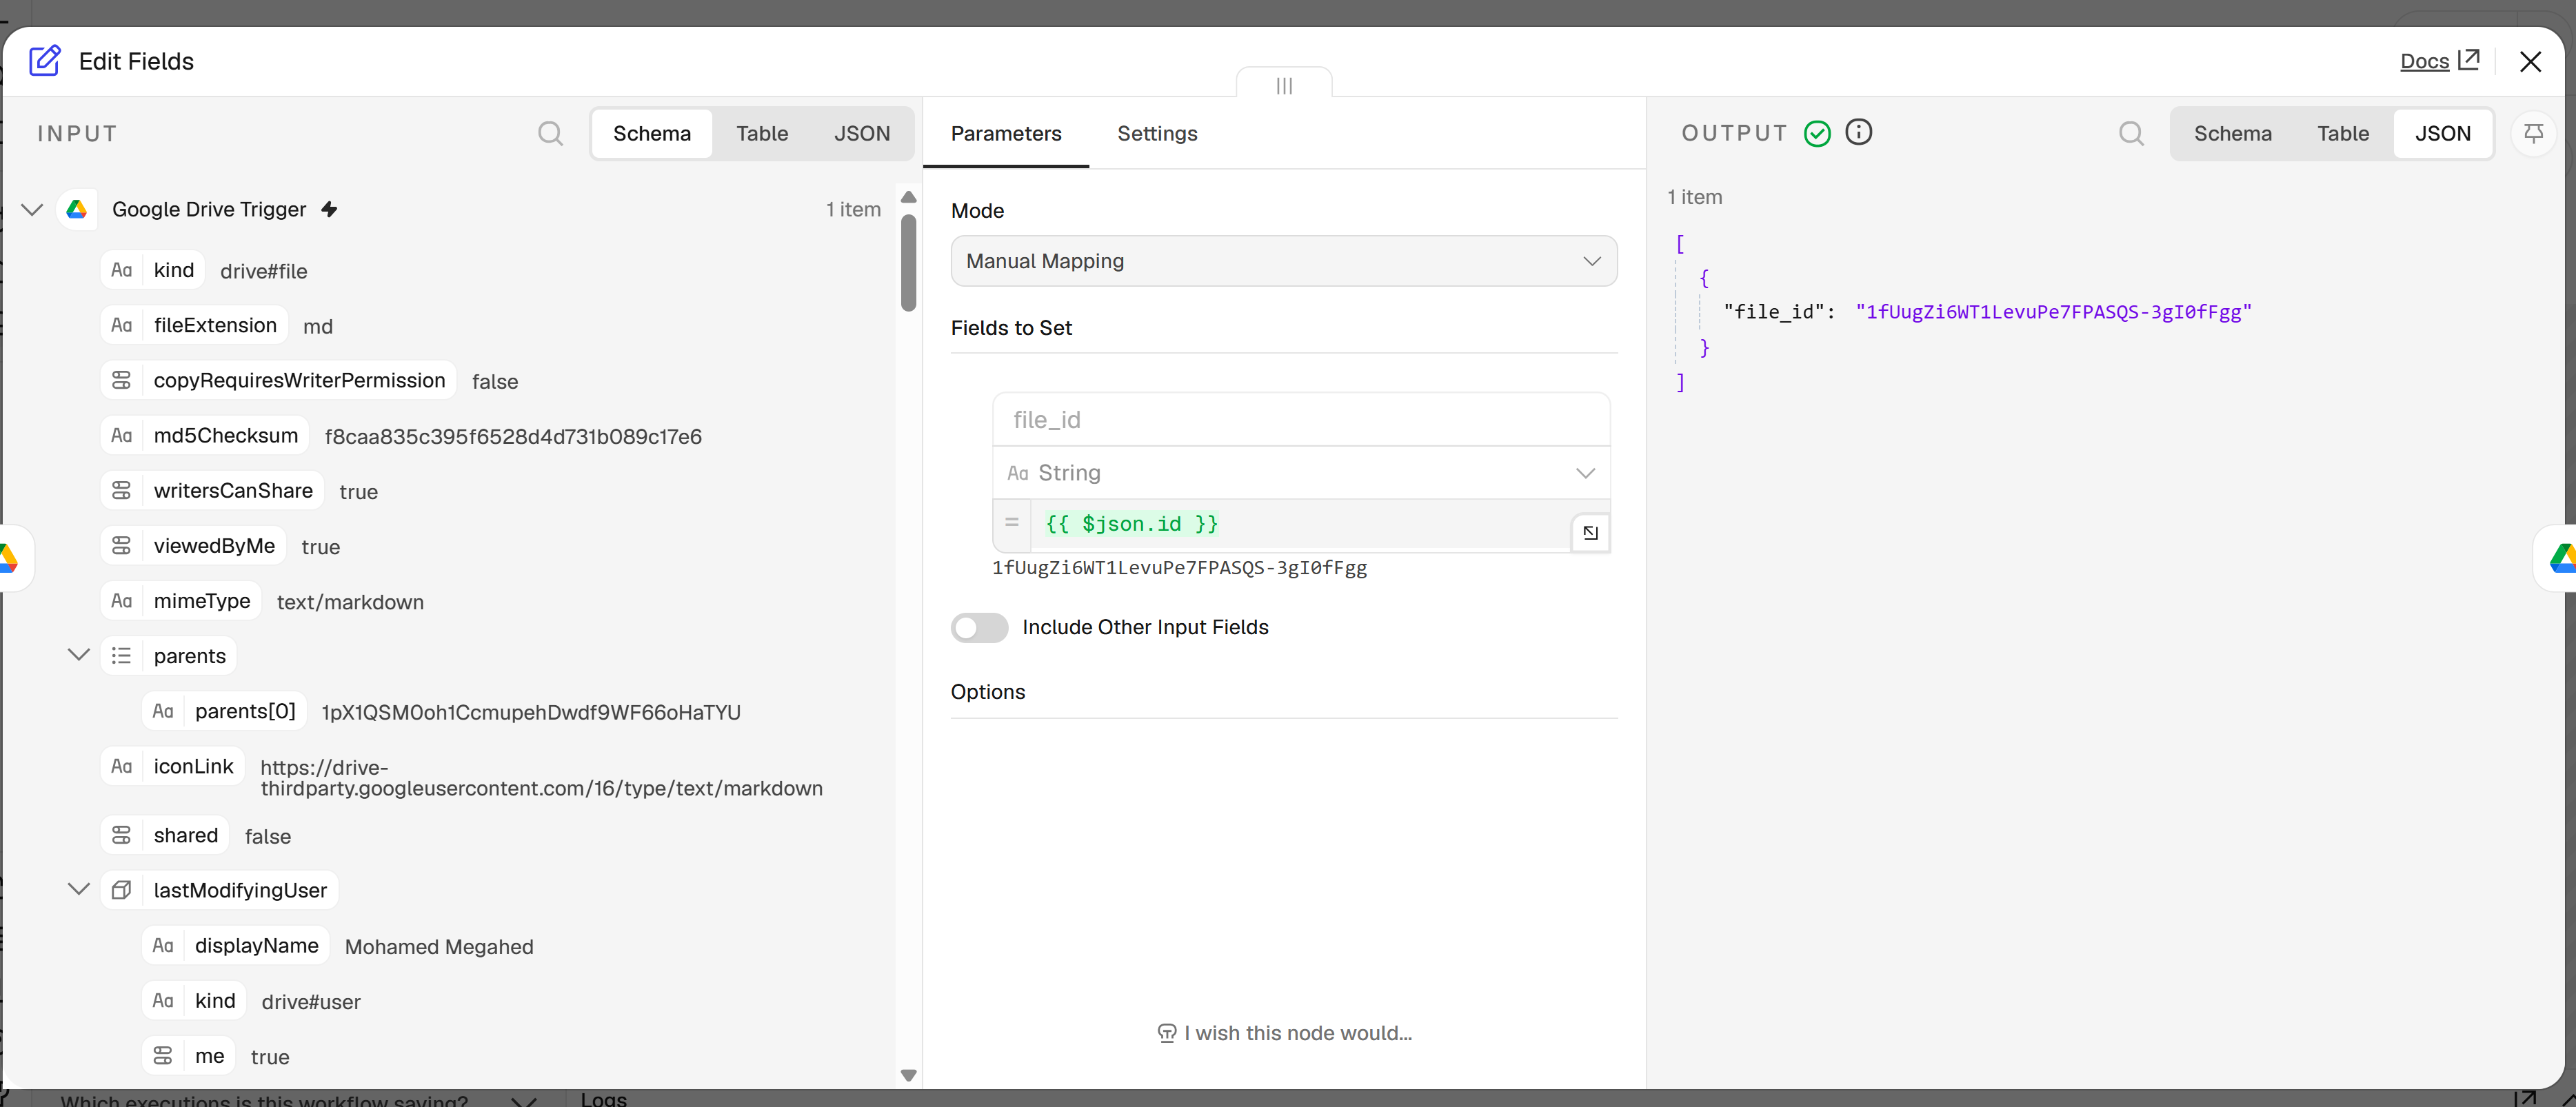 Edit Fields
Docs
INPUT
Schema
Table
JSON
Google Drive Trigger
1 item
Aa kind drive#file
Aa fileExtension md
copyRequiresWriterPermission false
Aa md5Checksum f8caa835c395f6528d4d731b089c17e6
writersCanShare true
viewedByMe true
Aa mimeType text/markdown
parents
Aa parents[0] 1pX1QSM0oh1CcmupehDwdf9WF66oHaTYU
Aa iconLink https://drive-
thirdparty.googleusercontent.com/16/type/text/markdown
shared false
lastModifyingUser
Aa displayName Mohamed Megahed
Aa kind drive#user
me true
Parameters
Settings
Mode
Manual Mapping
Fields to Set
file_id
Aa String
= {{ $json.id }}
1fUugZi6WT1LevuPe7FPASQS-3gI0fFgg
Include Other Input Fields
Options
I wish this node would...
OUTPUT
Schema
Table
JSON
1 item
[
{
"file_id": "1fUugZi6WT1LevuPe7FPASQS-3gI0fFgg"
}
]
Which executions is this workflow saving?
Logs